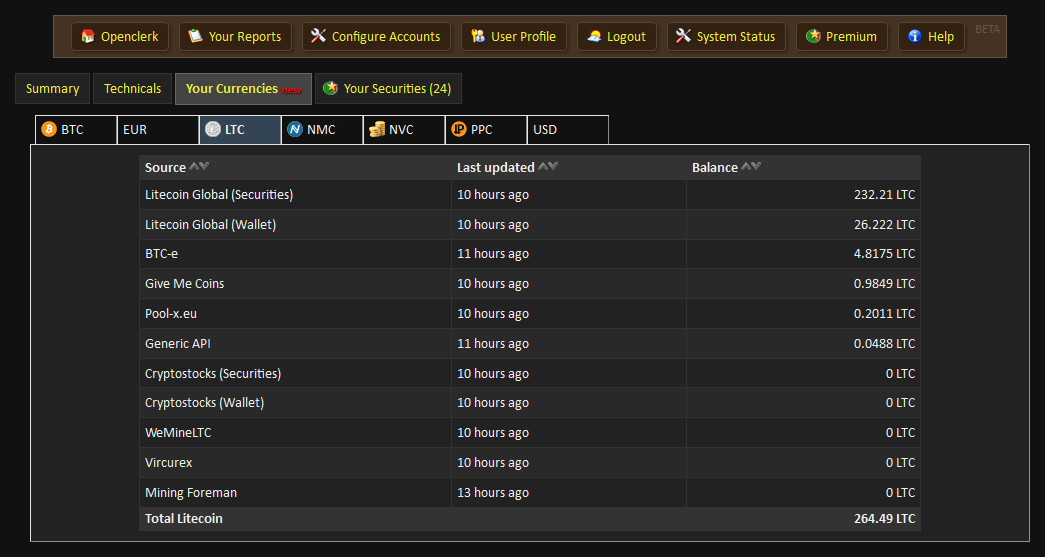 Openclerk Your Reports Configure Accounts User Profile Logout System Status Premium Help BETA
Summary Technicals Your Currencies new Your Securities (24)
BTC EUR LTC NMC NVC PPC USD
Source Last updated Balance
Litecoin Global (Securities) 10 hours ago 232.21 LTC
Litecoin Global (Wallet) 10 hours ago 26.222 LTC
BTC-e 11 hours ago 4.8175 LTC
Give Me Coins 10 hours ago 0.9849 LTC
Pool-x.eu 10 hours ago 0.2011 LTC
Generic API 11 hours ago 0.0488 LTC
Cryptostocks (Securities) 10 hours ago 0 LTC
Cryptostocks (Wallet) 10 hours ago 0 LTC
WeMineLTC 10 hours ago 0 LTC
Vircurex 10 hours ago 0 LTC
Mining Foreman 13 hours ago 0 LTC
Total Litecoin 264.49 LTC